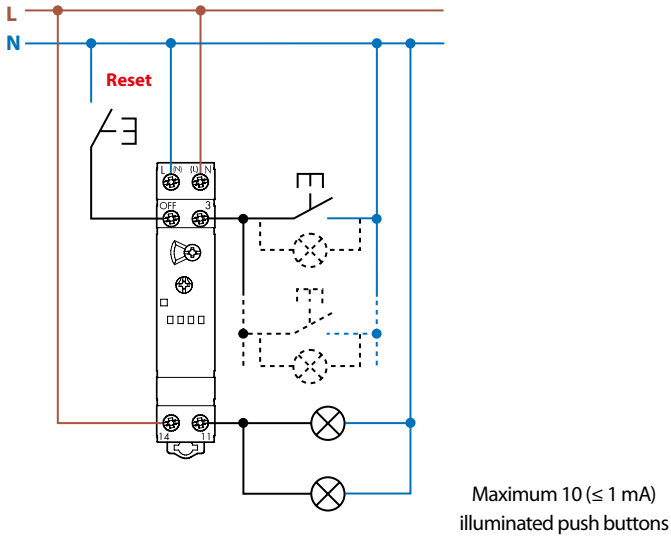 L
N
Reset
L (N) (L) N
OFF 3
14 11
Maximum 10 (≤ 1 mA)
illuminated push buttons